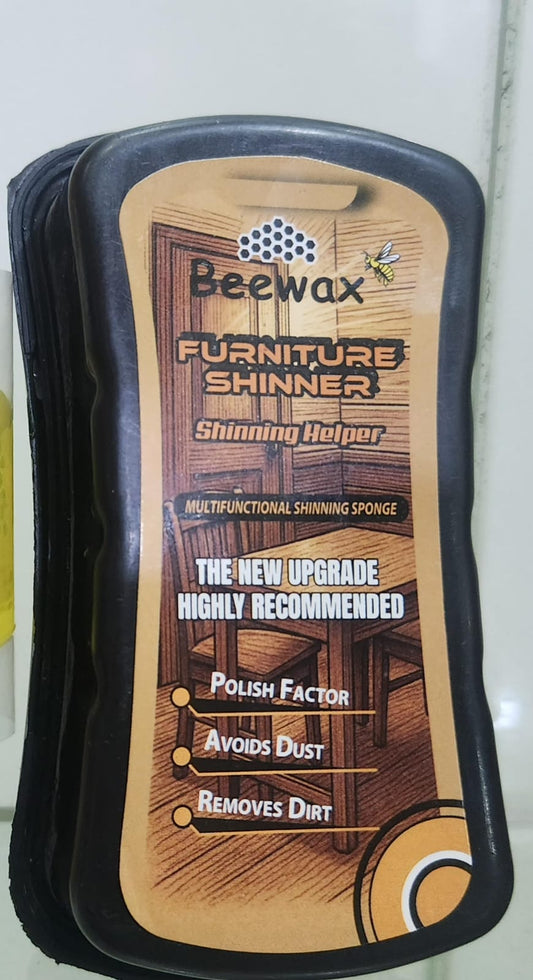 Beewax
FURNITURE
SHINNER
Shinning Helper
MULTIFUNCTIONAL SHINNING SPONGE
THE NEW UPGRADE
HIGHLY RECOMMENDED
POLISH FACTOR
AVOIDS DUST
REMOVES DIRT